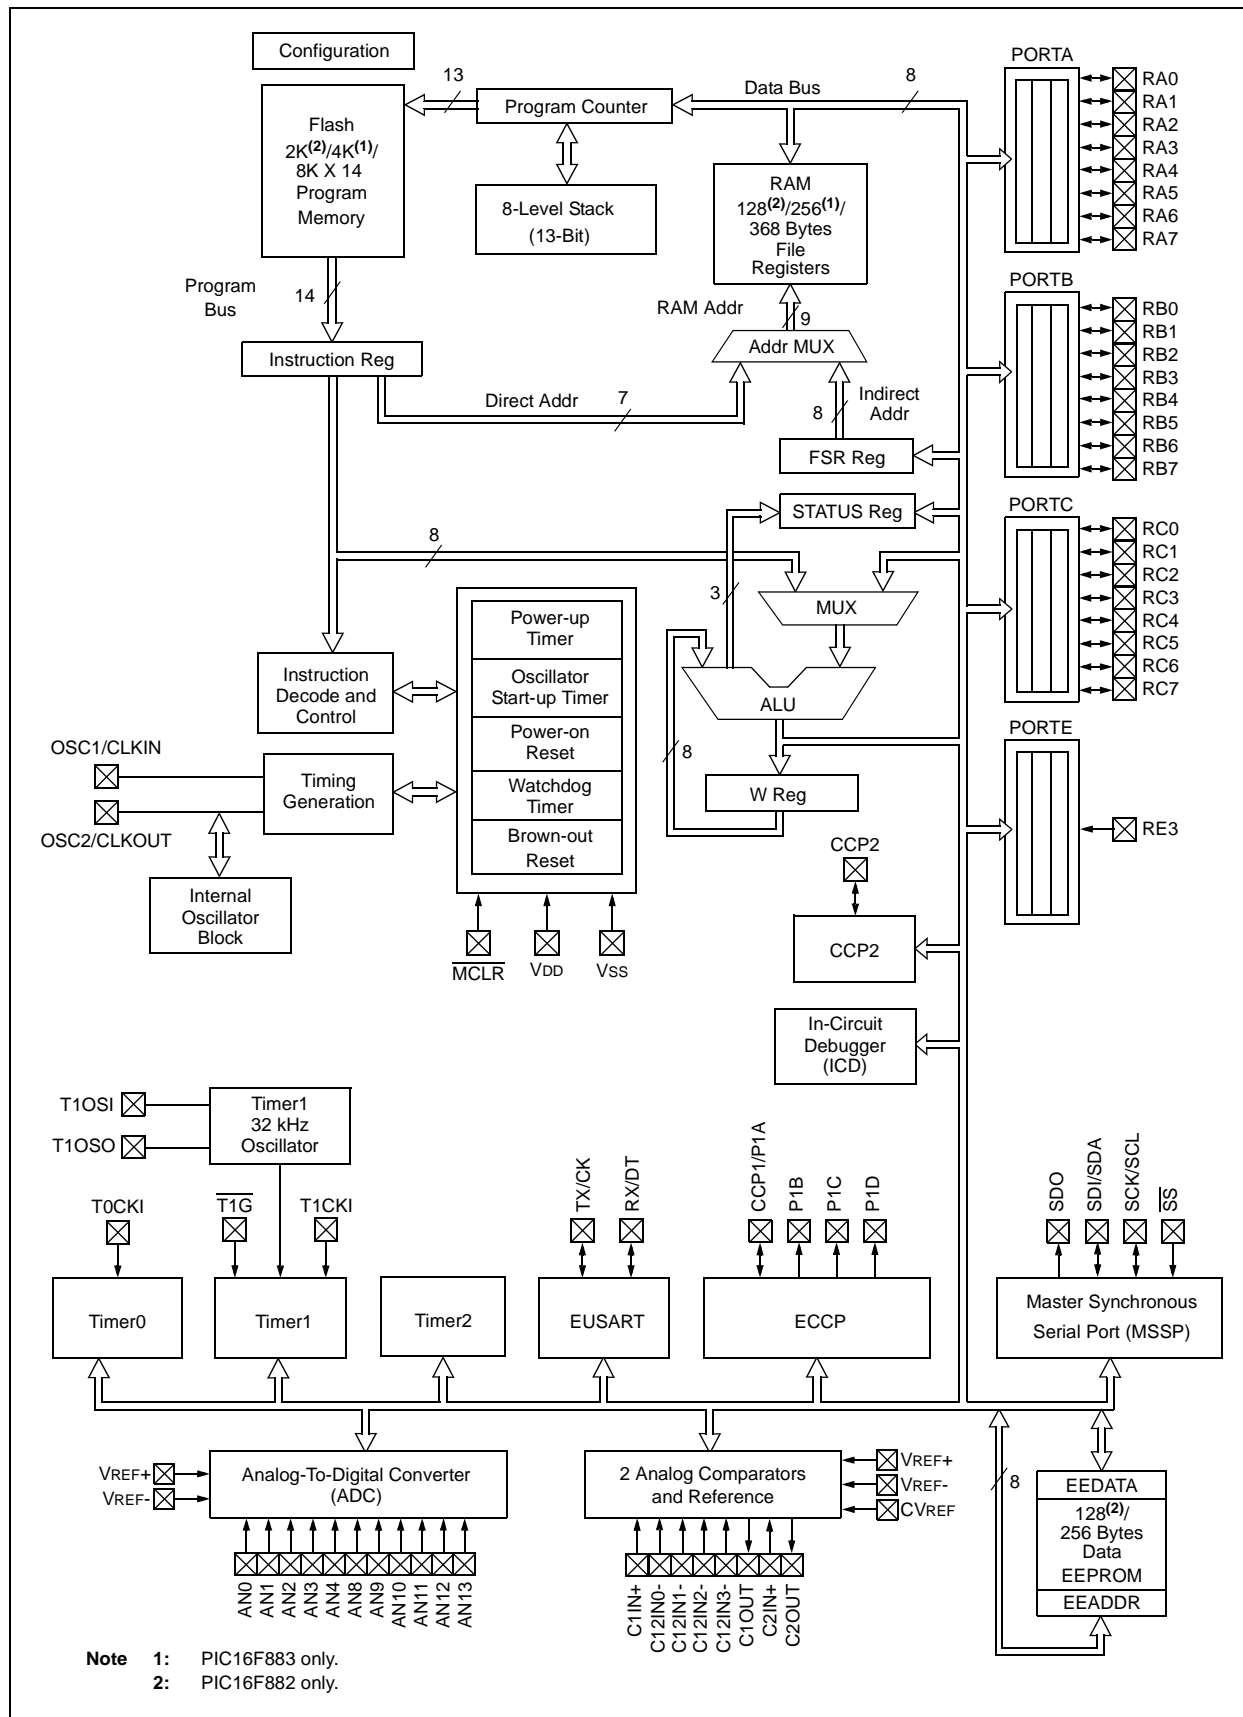 Configuration
13
Data Bus
8
Program Counter
Flash
2K(2)/4K(1)/
8K X 14
Program
Memory
8-Level Stack
(13-Bit)
RAM
128(2)/256(1)/
368 Bytes
File
Registers
PORTA
RA0
RA1
RA2
RA3
RA4
RA5
RA6
RA7
Program
Bus
14
RAM Addr
9
Addr MUX
Instruction Reg
Direct Addr
7
8
Indirect
Addr
FSR Reg
PORTB
RB0
RB1
RB2
RB3
RB4
RB5
RB6
RB7
STATUS Reg
8
3
MUX
ALU
8
W Reg
PORTC
RC0
RC1
RC2
RC3
RC4
RC5
RC6
RC7
Power-up
Timer
Oscillator
Start-up Timer
Power-on
Reset
Watchdog
Timer
Brown-out
Reset
Instruction
Decode and
Control
OSC1/CLKIN
Timing
Generation
OSC2/CLKOUT
Internal
Oscillator
Block
MCLR
VDD
VSS
PORTE
RE3
CCP2
CCP2
In-Circuit
Debugger
(ICD)
T1OSI
T1OSO
Timer1
32 kHz
Oscillator
T0CKI
T1G
T1CKI
TX/CK
RX/DT
CCP1/P1A
P1B
P1C
P1D
SDO
SDI/SDA
SCK/SCL
SS
Timer0
Timer1
Timer2
EUSART
ECCP
Master Synchronous
Serial Port (MSSP)
VREF+
VREF-
Analog-To-Digital Converter
(ADC)
AN0
AN1
AN2
AN3
AN4
AN8
AN9
AN10
AN11
AN12
AN13
2 Analog Comparators
and Reference
VREF+
VREF-
CVREF
C1IN+
C12IN0-
C12IN1-
C12IN2-
C12IN3-
C1OUT
C2IN+
C2OUT
8
EEDATA
128(2)/
256 Bytes
Data
EEPROM
EEADDR
Note 1: PIC16F883 only.
2: PIC16F882 only.